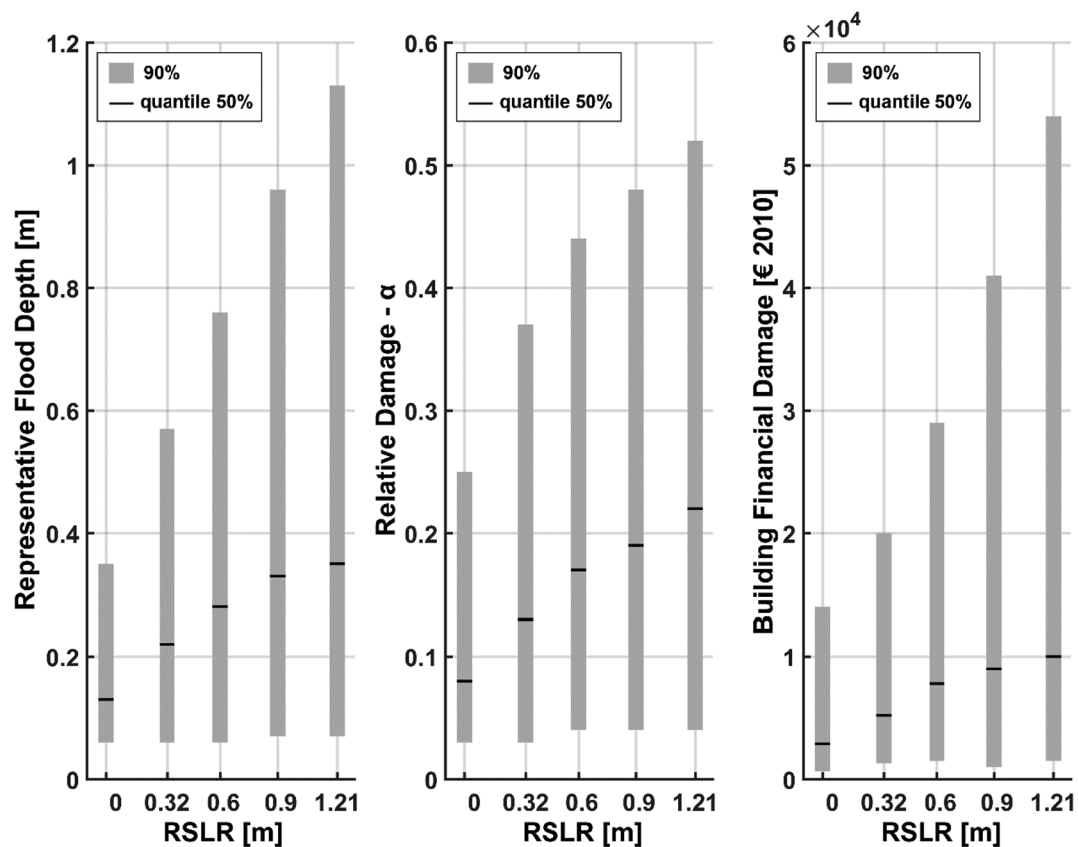 1.2
1
0.8
0.6
0.4
0.2
0
Representative Flood Depth [m]
90%
quantile 50%
0 0.32 0.6 0.9 1.21
RSLR [m]
0.6
0.5
0.4
0.3
0.2
0.1
0
Relative Damage - α
90%
quantile 50%
0 0.32 0.6 0.9 1.21
RSLR [m]
×10⁴
6
5
4
3
2
1
0
Building Financial Damage [€ 2010]
90%
quantile 50%
0 0.32 0.6 0.9 1.21
RSLR [m]